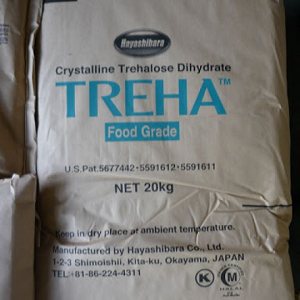 Hayashibara
Crystalline Trehalose Dihydrate
TREHA™
Food Grade
U.S.Pat.5677442・5591612・5591611
NET 20kg
Keep in dry place at ambient temperature.
Manufactured by Hayashibara Co., Ltd.
1-2-3 Shimoishii, Kita-ku, Okayama, JAPAN
TEL:+81-86-224-4311
K
M
HALAL